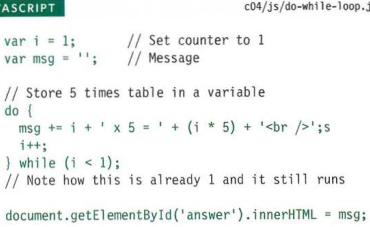 ASCRIPT
c04/js/do-while-loop.j
var i = 1; // Set counter to 1
var msg = ''; // Message
// Store 5 times table in a variable
do {
msg += i + ' x 5 = ' + (i * 5) + '<br />';s
i++;
} while (i < 1);
// Note how this is already 1 and it still runs
document.getElementById('answer').innerHTML = msg;